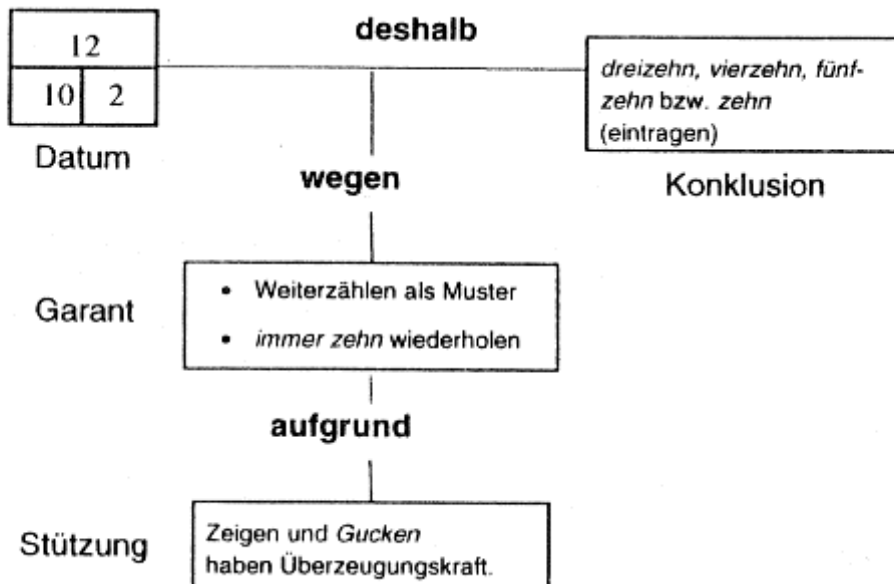 12
10 2
Datum
deshalb
dreizehn, vierzehn, fünf-
zehn bzw. zehn
(eintragen)
Konklusion
wegen
Garant
• Weiterzählen als Muster
• immer zehn wiederholen
aufgrund
Stützung
Zeigen und Gucken
haben Überzeugungskraft.